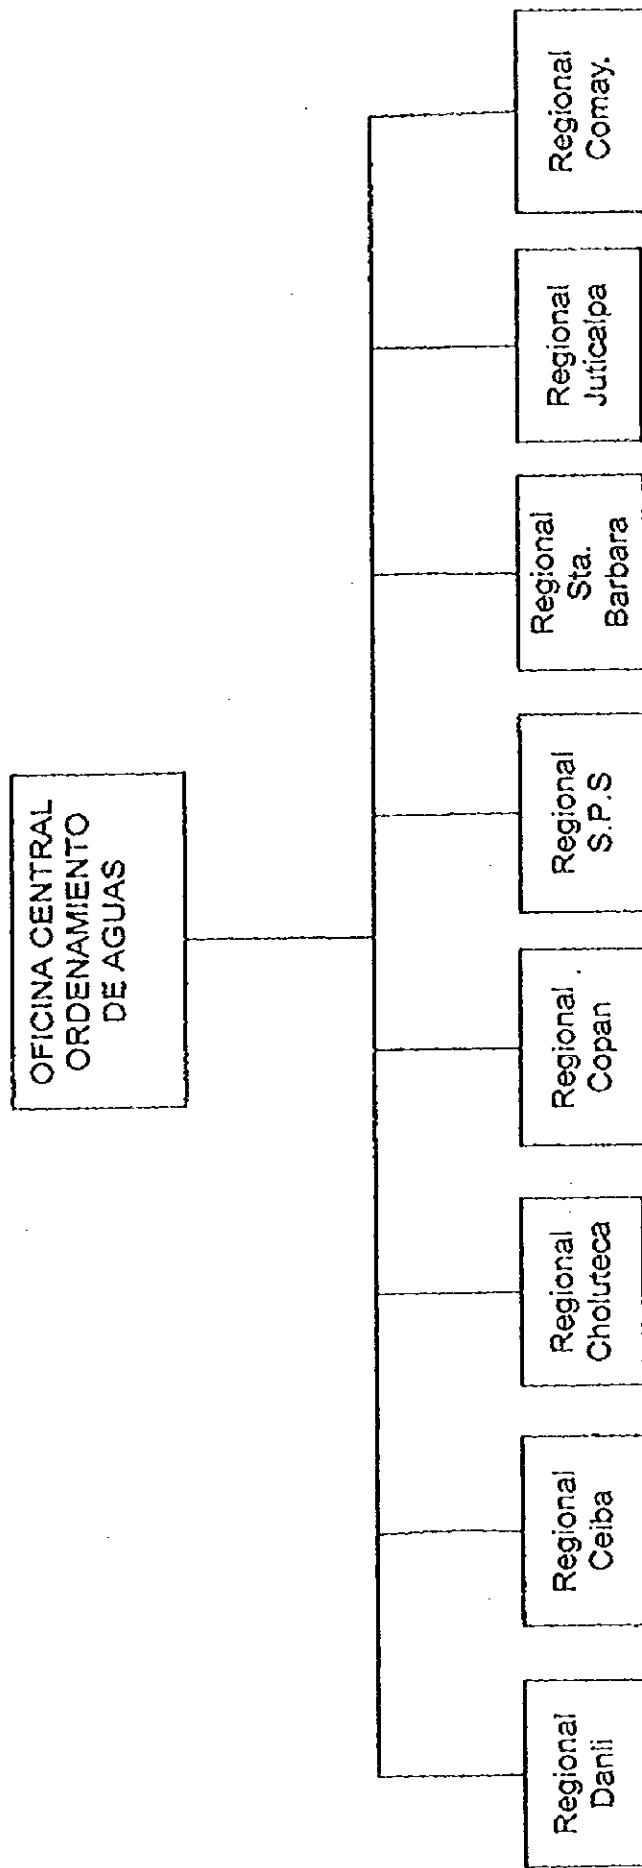 OFICINA CENTRAL
ORDENAMIENTO
DE AGUAS
Regional
Danli
Regional
Ceiba
Regional
Choluteca
Regional
Copan
Regional
S.P.S
Regional
Sta.
Barbara
Regional
Juticalpa
Regional
Comay.